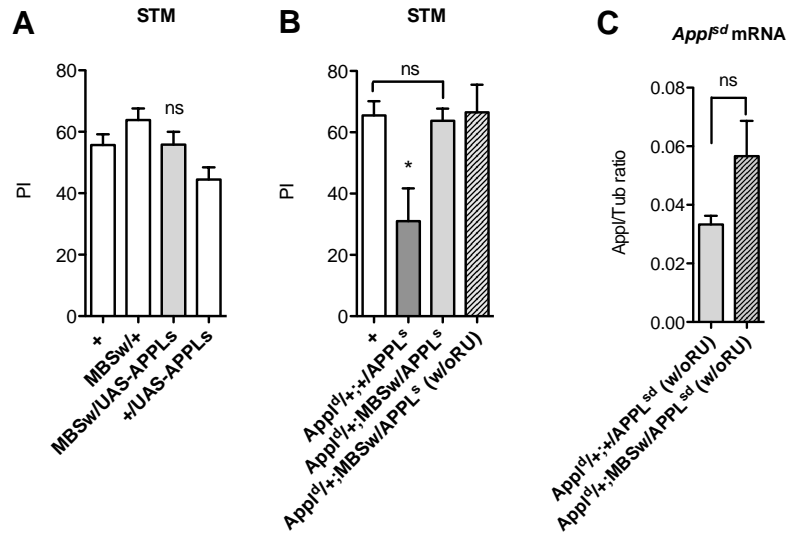 A
STM
80
60
40
20
0
PI
ns
+
MBSw/+
MBSw/UAS-APPLs
+/UAS-APPLs
B
STM
80
60
40
20
0
PI
ns
*
+
Appl^d/+;+/APPL^s
Appl^d/+;MBSw/APPL^s
Appl^d/+;MBSw/APPL^s (w/oRU)
C
Appl^sd mRNA
0.08
0.06
0.04
0.02
0.00
Appl/Tub ratio
ns
Appl^d/+;+/APPL^sd (w/oRU)
Appl^d/+;MBSw/APPL^sd (w/oRU)